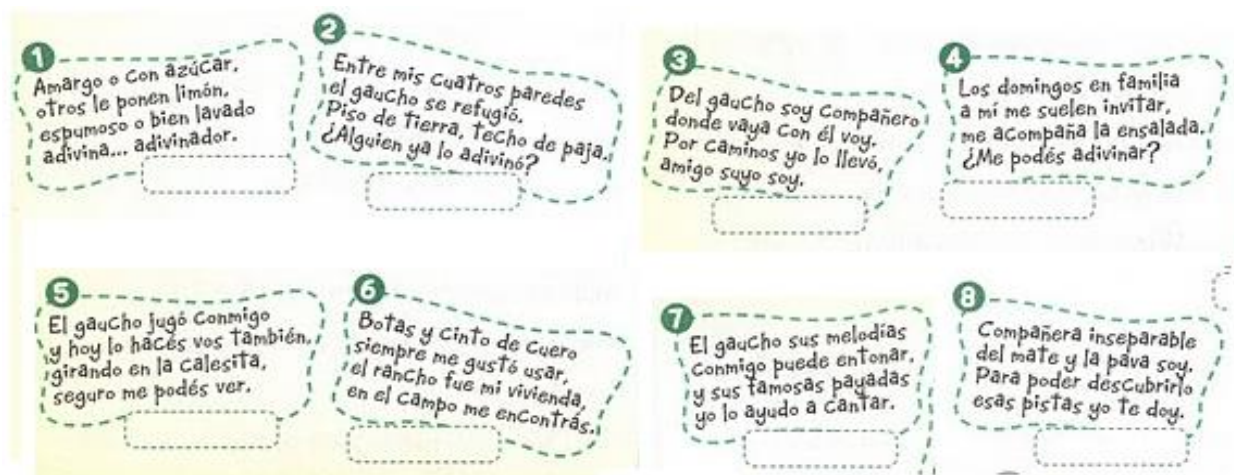 1
Amargo o con azúcar,
otros le ponen limón,
espumoso o bien lavado
adivina... adivinador.
2
Entre mis cuatros paredes
el gaucho se refugió.
Piso de tierra, techo de paja.
¿Alguien ya lo adivinó?
3
Del gaucho soy compañero
donde vaya con él voy.
Por caminos yo lo llevó,
amigo suyo soy.
4
Los domingos en familia
a mí me suelen invitar,
me acompaña la ensalada.
¿Me podés adivinar?
5
El gaucho jugó conmigo
y hoy lo hacés vos también,
girando en la calesita,
seguro me podés ver.
6
Botas y cinto de cuero
siempre me gustó usar,
el rancho fue mi vivienda,
en el campo me encontrás.
7
El gaucho sus melodías
conmigo puede entonar,
y sus famosas payadas
yo lo ayudo a cantar.
8
Compañera inseparable
del mate y la pava soy.
Para poder descubrirlo
esas pistas yo te doy.